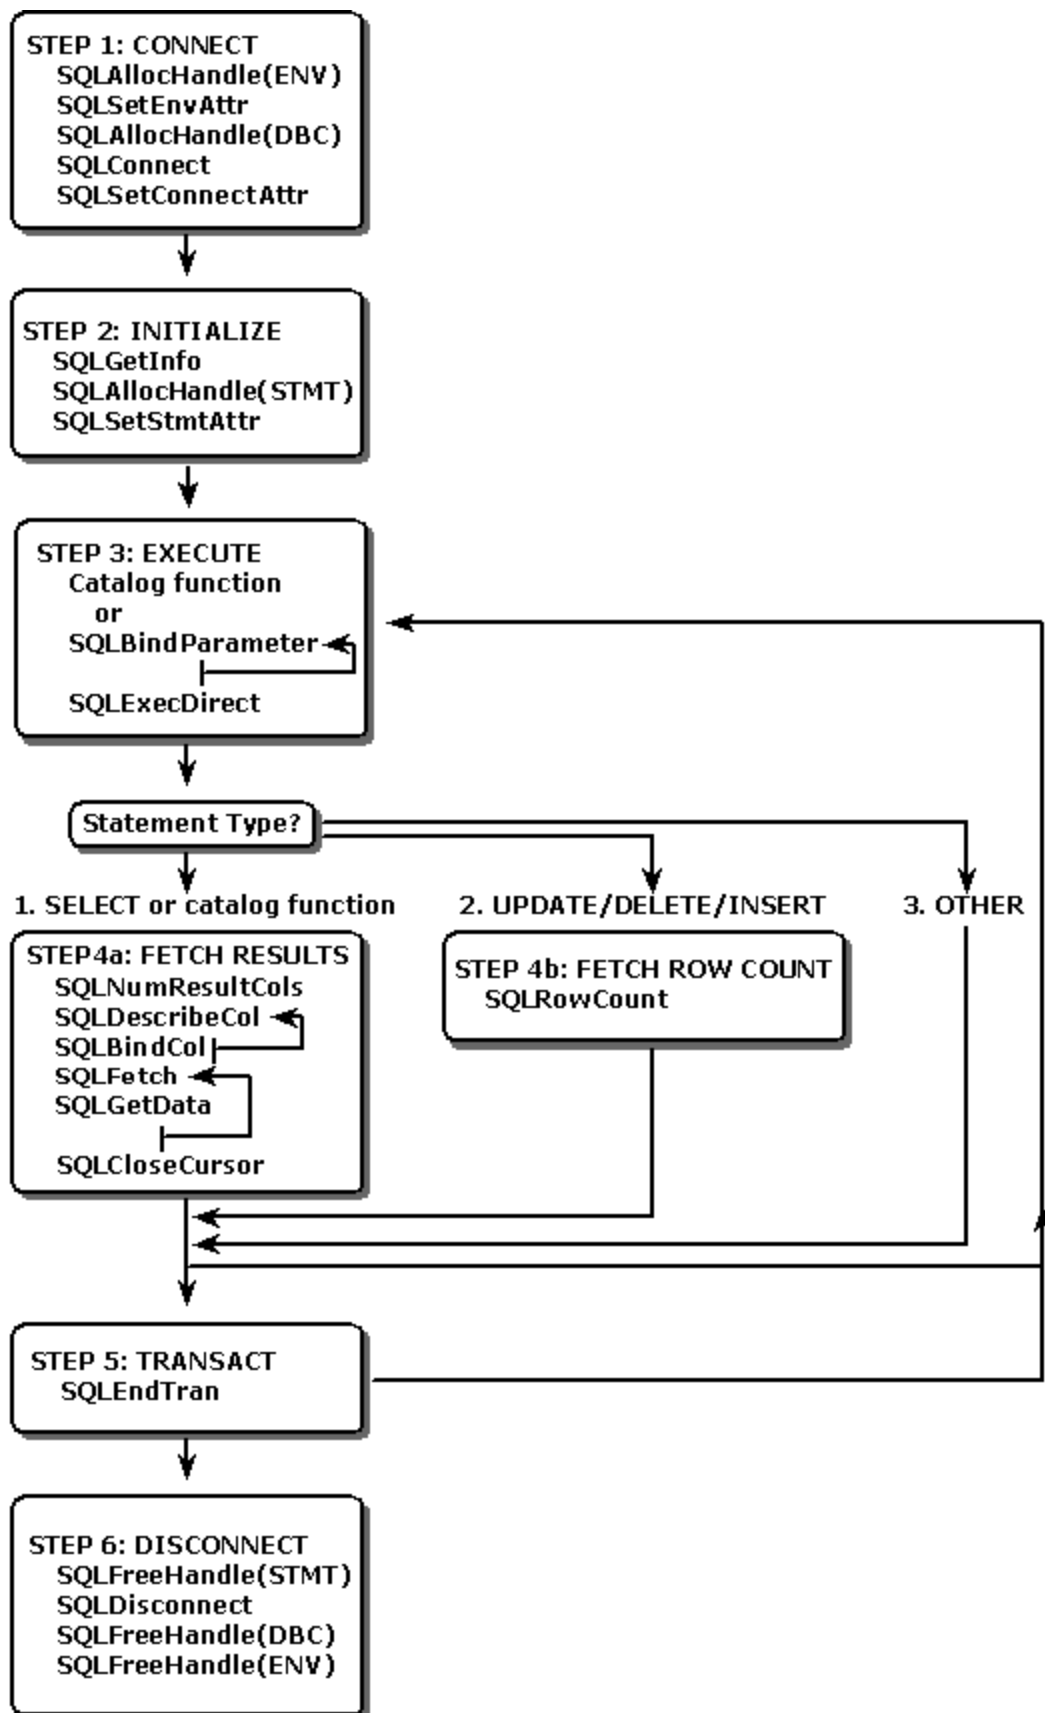 STEP 1: CONNECT
SQLAllocHandle(ENV)
SQLSetEnvAttr
SQLAllocHandle(DBC)
SQLConnect
SQLSetConnectAttr
STEP 2: INITIALIZE
SQLGetInfo
SQLAllocHandle(STMT)
SQLSetStmtAttr
STEP 3: EXECUTE
Catalog function
or
SQLBindParameter
SQLExecDirect
Statement Type?
1. SELECT or catalog function
2. UPDATE/DELETE/INSERT
3. OTHER
STEP4a: FETCH RESULTS
SQLNumResultCols
SQLDescribeCol
SQLBindCol
SQLFetch
SQLGetData
SQLCloseCursor
STEP 4b: FETCH ROW COUNT
SQLRowCount
STEP 5: TRANSACT
SQLEndTran
STEP 6: DISCONNECT
SQLFreeHandle(STMT)
SQLDisconnect
SQLFreeHandle(DBC)
SQLFreeHandle(ENV)